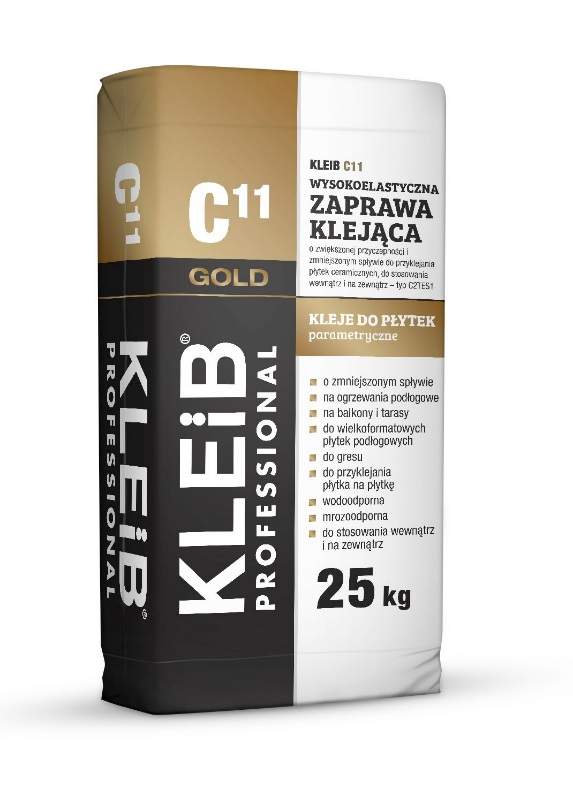 C11
KLEiB®
PROFESSIONAL
C11
GOLD
KLEiB®
PROFESSIONAL
KLEIB C11
WYSOKOELASTYCZNA
ZAPRAWA
KLEJĄCA
o zwiększonej przyczepności i
zmniejszonym spływie do przyklejania
płytek ceramicznych, do stosowania
wewnątrz i na zewnątrz – typ C2TES1
KLEJE DO PŁYTEK
parametryczne
o zmniejszonym spływie
na ogrzewania podłogowe
na balkony i tarasy
do wielkoformatowych
płytek podłogowych
do gresu
do przyklejania
płytka na płytkę
wodoodporna
mrozoodporna
do stosowania wewnątrz
i na zewnątrz
25 kg